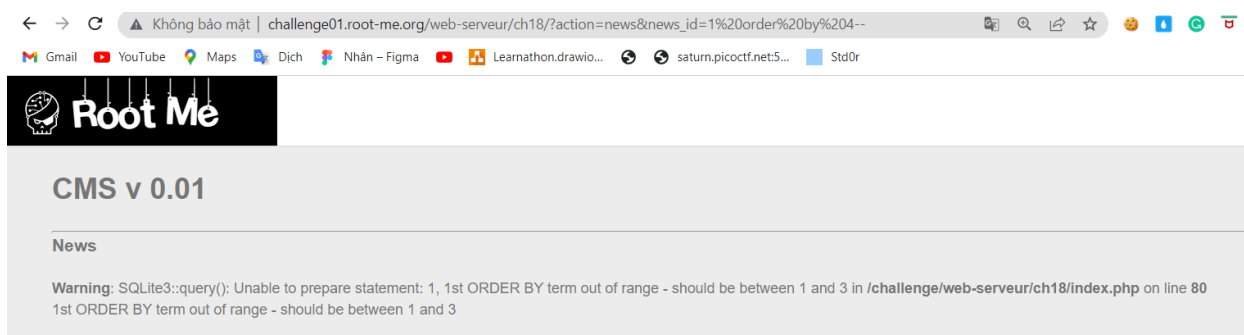 Không bảo mật | challenge01.root-me.org/web-serveur/ch18/?action=news&news_id=1%20order%20by%204--
Gmail YouTube Maps Dịch Nhân – Figma Learnathon.drawio... saturn.picoctf.net:5... Std0r
Root Me
CMS v 0.01
News
Warning: SQLite3::query(): Unable to prepare statement: 1, 1st ORDER BY term out of range - should be between 1 and 3 in /challenge/web-serveur/ch18/index.php on line 80
1st ORDER BY term out of range - should be between 1 and 3